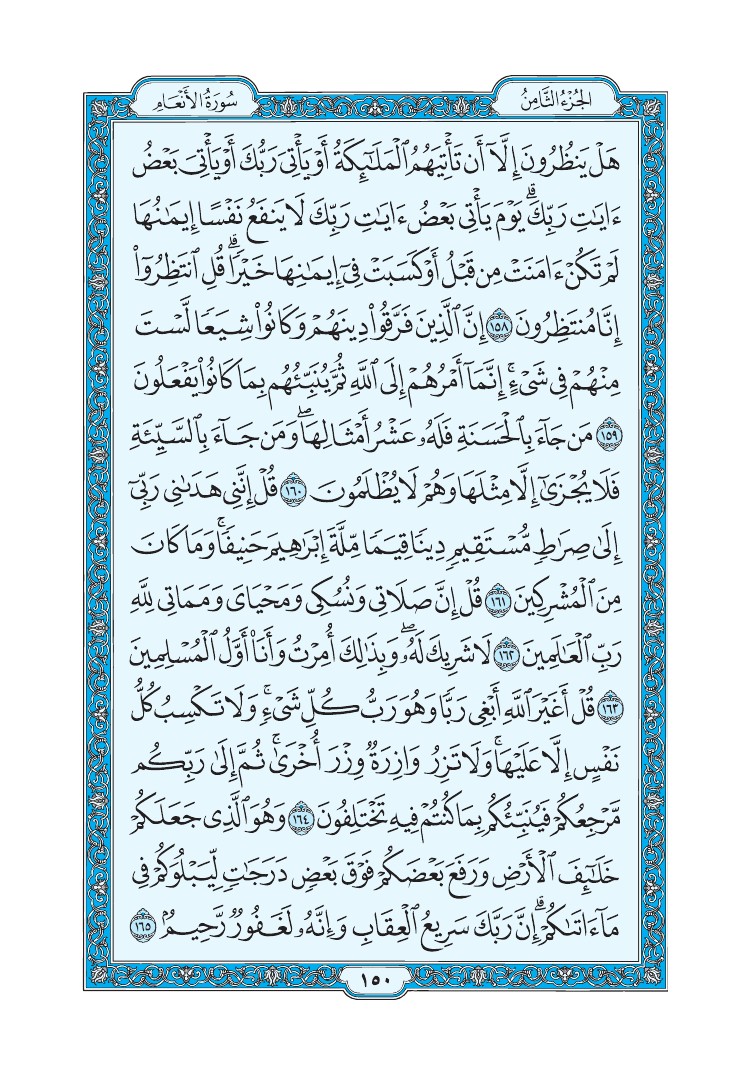 الجُزْءُ الثَّامِنُ
سُورَةُ الأَنْعَامِ
هَلْ يَنظُرُونَ إِلَّآ أَن تَأْتِيَهُمُ ٱلْمَلَـٰٓئِكَةُ أَوْ يَأْتِىَ رَبُّكَ أَوْ يَأْتِىَ بَعْضُ
ءَايَـٰتِ رَبِّكَ ۗ يَوْمَ يَأْتِى بَعْضُ ءَايَـٰتِ رَبِّكَ لَا يَنفَعُ نَفْسًا إِيمَـٰنُهَا
لَمْ تَكُنْ ءَامَنَتْ مِن قَبْلُ أَوْ كَسَبَتْ فِىٓ إِيمَـٰنِهَا خَيْرًا ۗ قُلِ ٱنتَظِرُوٓا۟
إِنَّا مُنتَظِرُونَ ١٥٨ إِنَّ ٱلَّذِينَ فَرَّقُوا۟ دِينَهُمْ وَكَانُوا۟ شِيَعًا لَّسْتَ
مِنْهُمْ فِى شَىْءٍ ۚ إِنَّمَآ أَمْرُهُمْ إِلَى ٱللَّهِ ثُمَّ يُنَبِّئُهُم بِمَا كَانُوا۟ يَفْعَلُونَ
١٥٩ مَن جَآءَ بِٱلْحَسَنَةِ فَلَهُۥ عَشْرُ أَمْثَالِهَا ۖ وَمَن جَآءَ بِٱلسَّيِّئَةِ
فَلَا يُجْزَىٰٓ إِلَّا مِثْلَهَا وَهُمْ لَا يُظْلَمُونَ ١٦٠ قُلْ إِنَّنِى هَدَىٰنِى رَبِّىٓ
إِلَىٰ صِرَٰطٍ مُّسْتَقِيمٍ دِينًا قِيَمًا مِّلَّةَ إِبْرَٰهِيمَ حَنِيفًا ۚ وَمَا كَانَ
مِنَ ٱلْمُشْرِكِينَ ١٦١ قُلْ إِنَّ صَلَاتِى وَنُسُكِى وَمَحْيَاىَ وَمَمَاتِى لِلَّهِ
رَبِّ ٱلْعَـٰلَمِينَ ١٦٢ لَا شَرِيكَ لَهُۥ ۖ وَبِذَٰلِكَ أُمِرْتُ وَأَنَا۠ أَوَّلُ ٱلْمُسْلِمِينَ
١٦٣ قُلْ أَغَيْرَ ٱللَّهِ أَبْغِى رَبًّا وَهُوَ رَبُّ كُلِّ شَىْءٍ ۚ وَلَا تَكْسِبُ كُلُّ
نَفْسٍ إِلَّا عَلَيْهَا ۚ وَلَا تَزِرُ وَازِرَةٌ وِزْرَ أُخْرَىٰ ۚ ثُمَّ إِلَىٰ رَبِّكُم
مَّرْجِعُكُمْ فَيُنَبِّئُكُم بِمَا كُنتُمْ فِيهِ تَخْتَلِفُونَ ١٦٤ وَهُوَ ٱلَّذِى جَعَلَكُمْ
خَلَـٰٓئِفَ ٱلْأَرْضِ وَرَفَعَ بَعْضَكُمْ فَوْقَ بَعْضٍ دَرَجَـٰتٍ لِّيَبْلُوَكُمْ فِى
مَآ ءَاتَىٰكُمْ ۗ إِنَّ رَبَّكَ سَرِيعُ ٱلْعِقَابِ وَإِنَّهُۥ لَغَفُورٌ رَّحِيمٌۢ ١٦٥
١٥٠